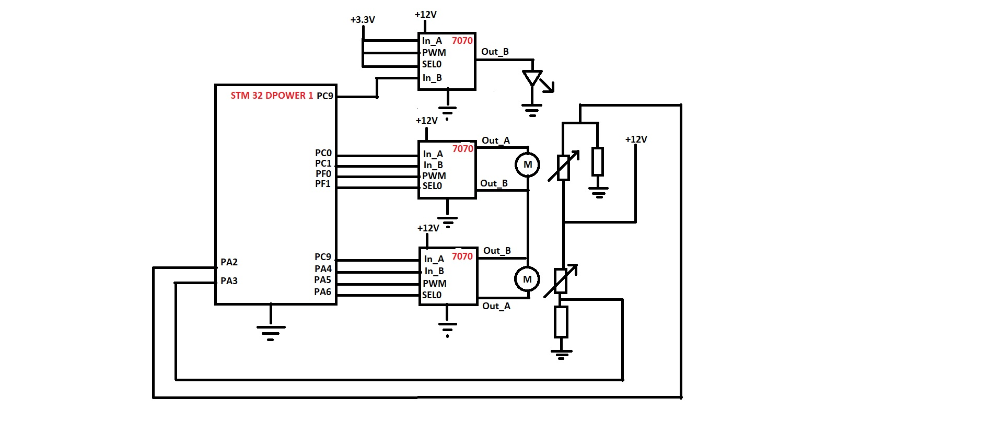 +3.3V
+12V
In_A 7070
PWM
SEL0
In_B
Out_B
STM 32 DPOWER 1 PC9
+12V
Out_A
7070
In_A
In_B
PWM
SEL0
Out_B
M
+12V
PC0
PC1
PF0
PF1
+12V
7070
In_A
In_B
PWM
SEL0
Out_B
M
Out_A
PC9
PA4
PA5
PA6
PA2
PA3